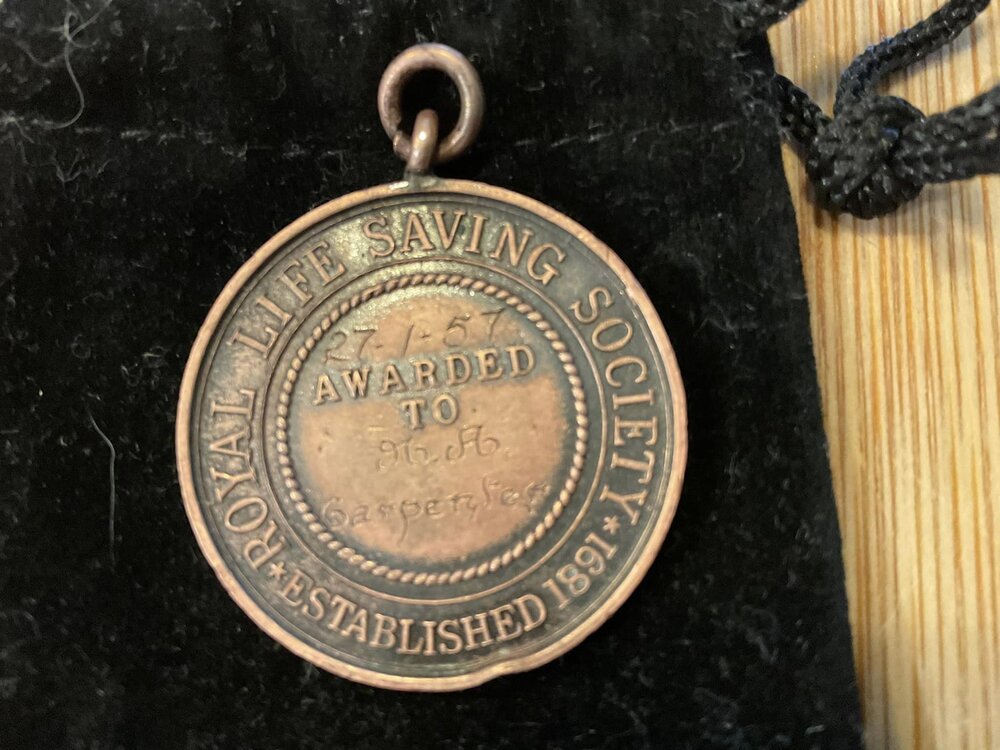 ROYAL LIFE SAVING SOCIETY
*ESTABLISHED 1891*
27-1-57
AWARDED
TO
H. A.
Carpenter